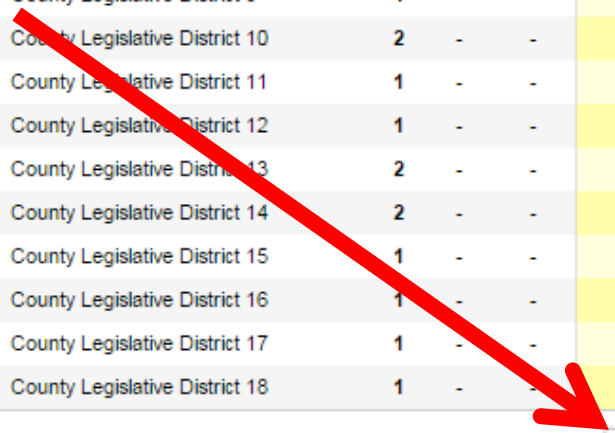 County Legislative District 10 2 - -
County Legislative District 11 1 - -
County Legislative District 12 1 - -
County Legislative District 13 2 - -
County Legislative District 14 2 - -
County Legislative District 15 1 - -
County Legislative District 16 1 - -
County Legislative District 17 1 - -
County Legislative District 18 1 - -